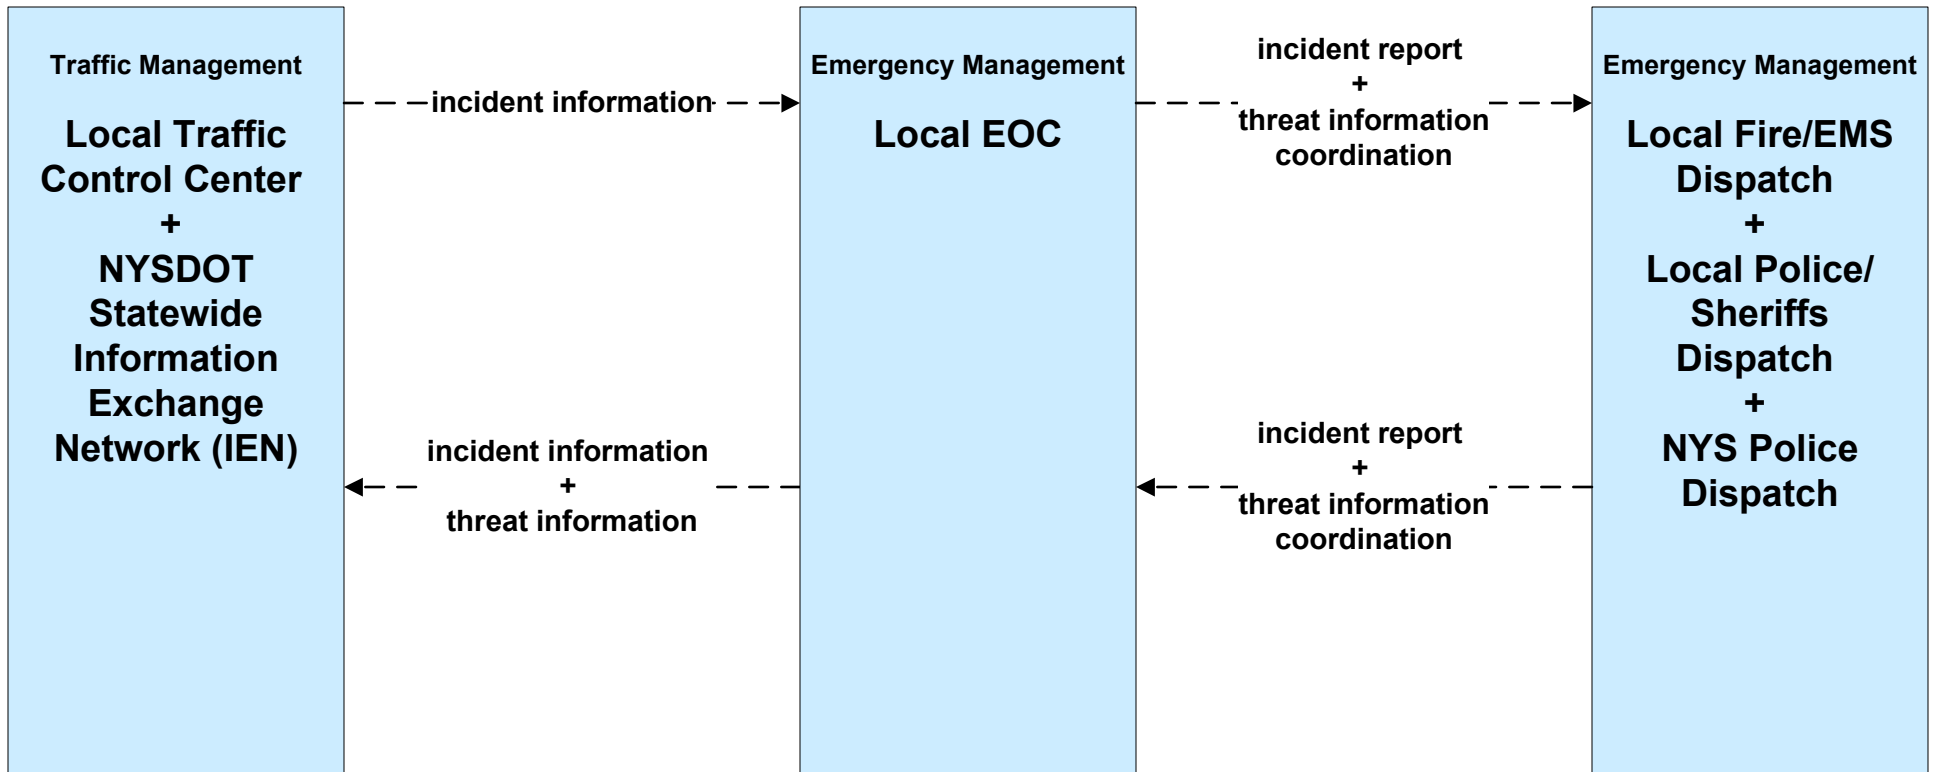 Traffic Management
Local Traffic
Control Center
+
NYSDOT
Statewide
Information
Exchange
Network (IEN)
incident information
incident information
+
threat information
Emergency Management
Local EOC
incident report
+
threat information
coordination
incident report
+
threat information
coordination
Emergency Management
Local Fire/EMS
Dispatch
+
Local Police/
Sheriffs
Dispatch
+
NYS Police
Dispatch